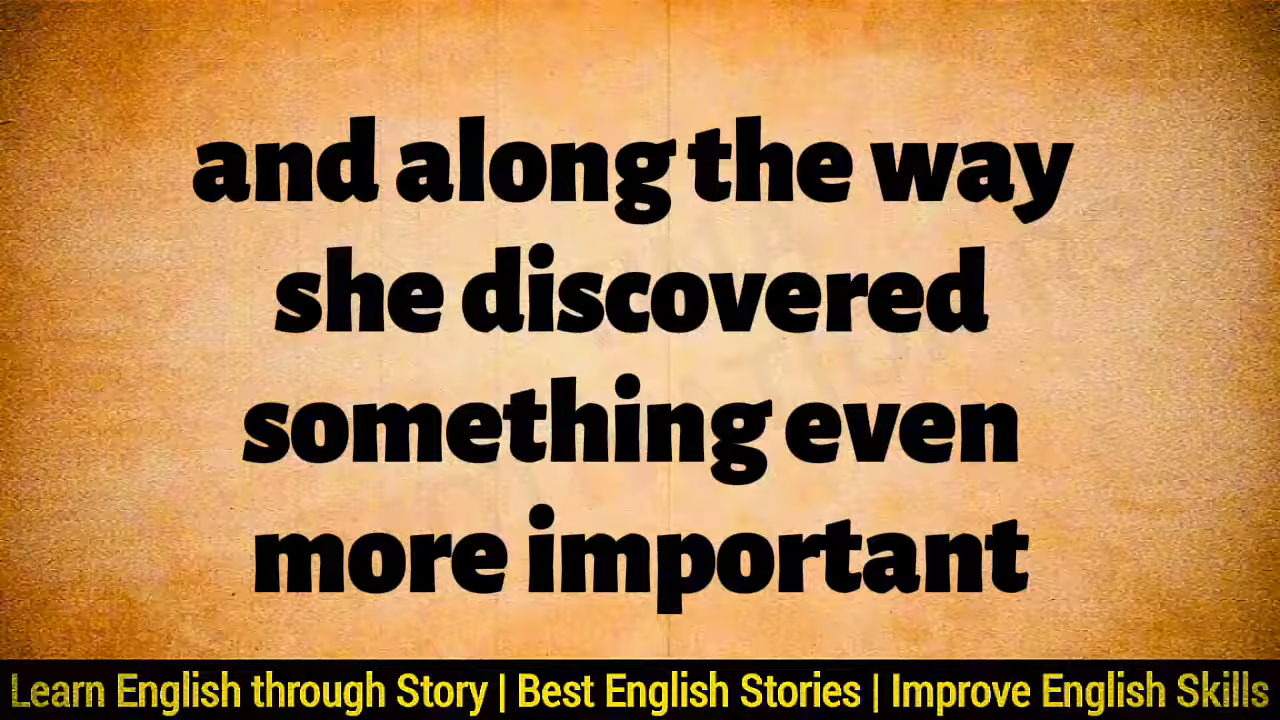 and along the way
she discovered
something even
more important
Learn English through Story | Best English Stories | Improve English Skills